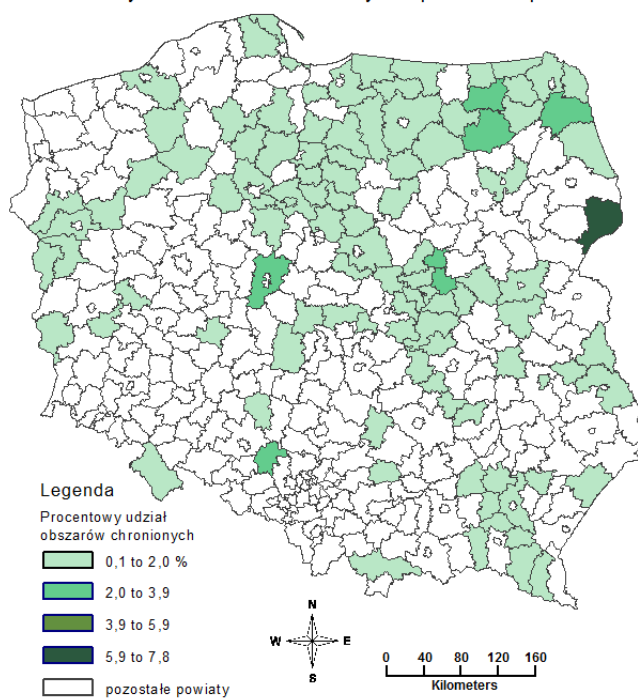 Legenda
Procentowy udział
obszarów chronionych
0,1 to 2,0 %
2,0 to 3,9
3,9 to 5,9
5,9 to 7,8
pozostałe powiaty
N
W E
S
0 40 80 120 160
Kilometers